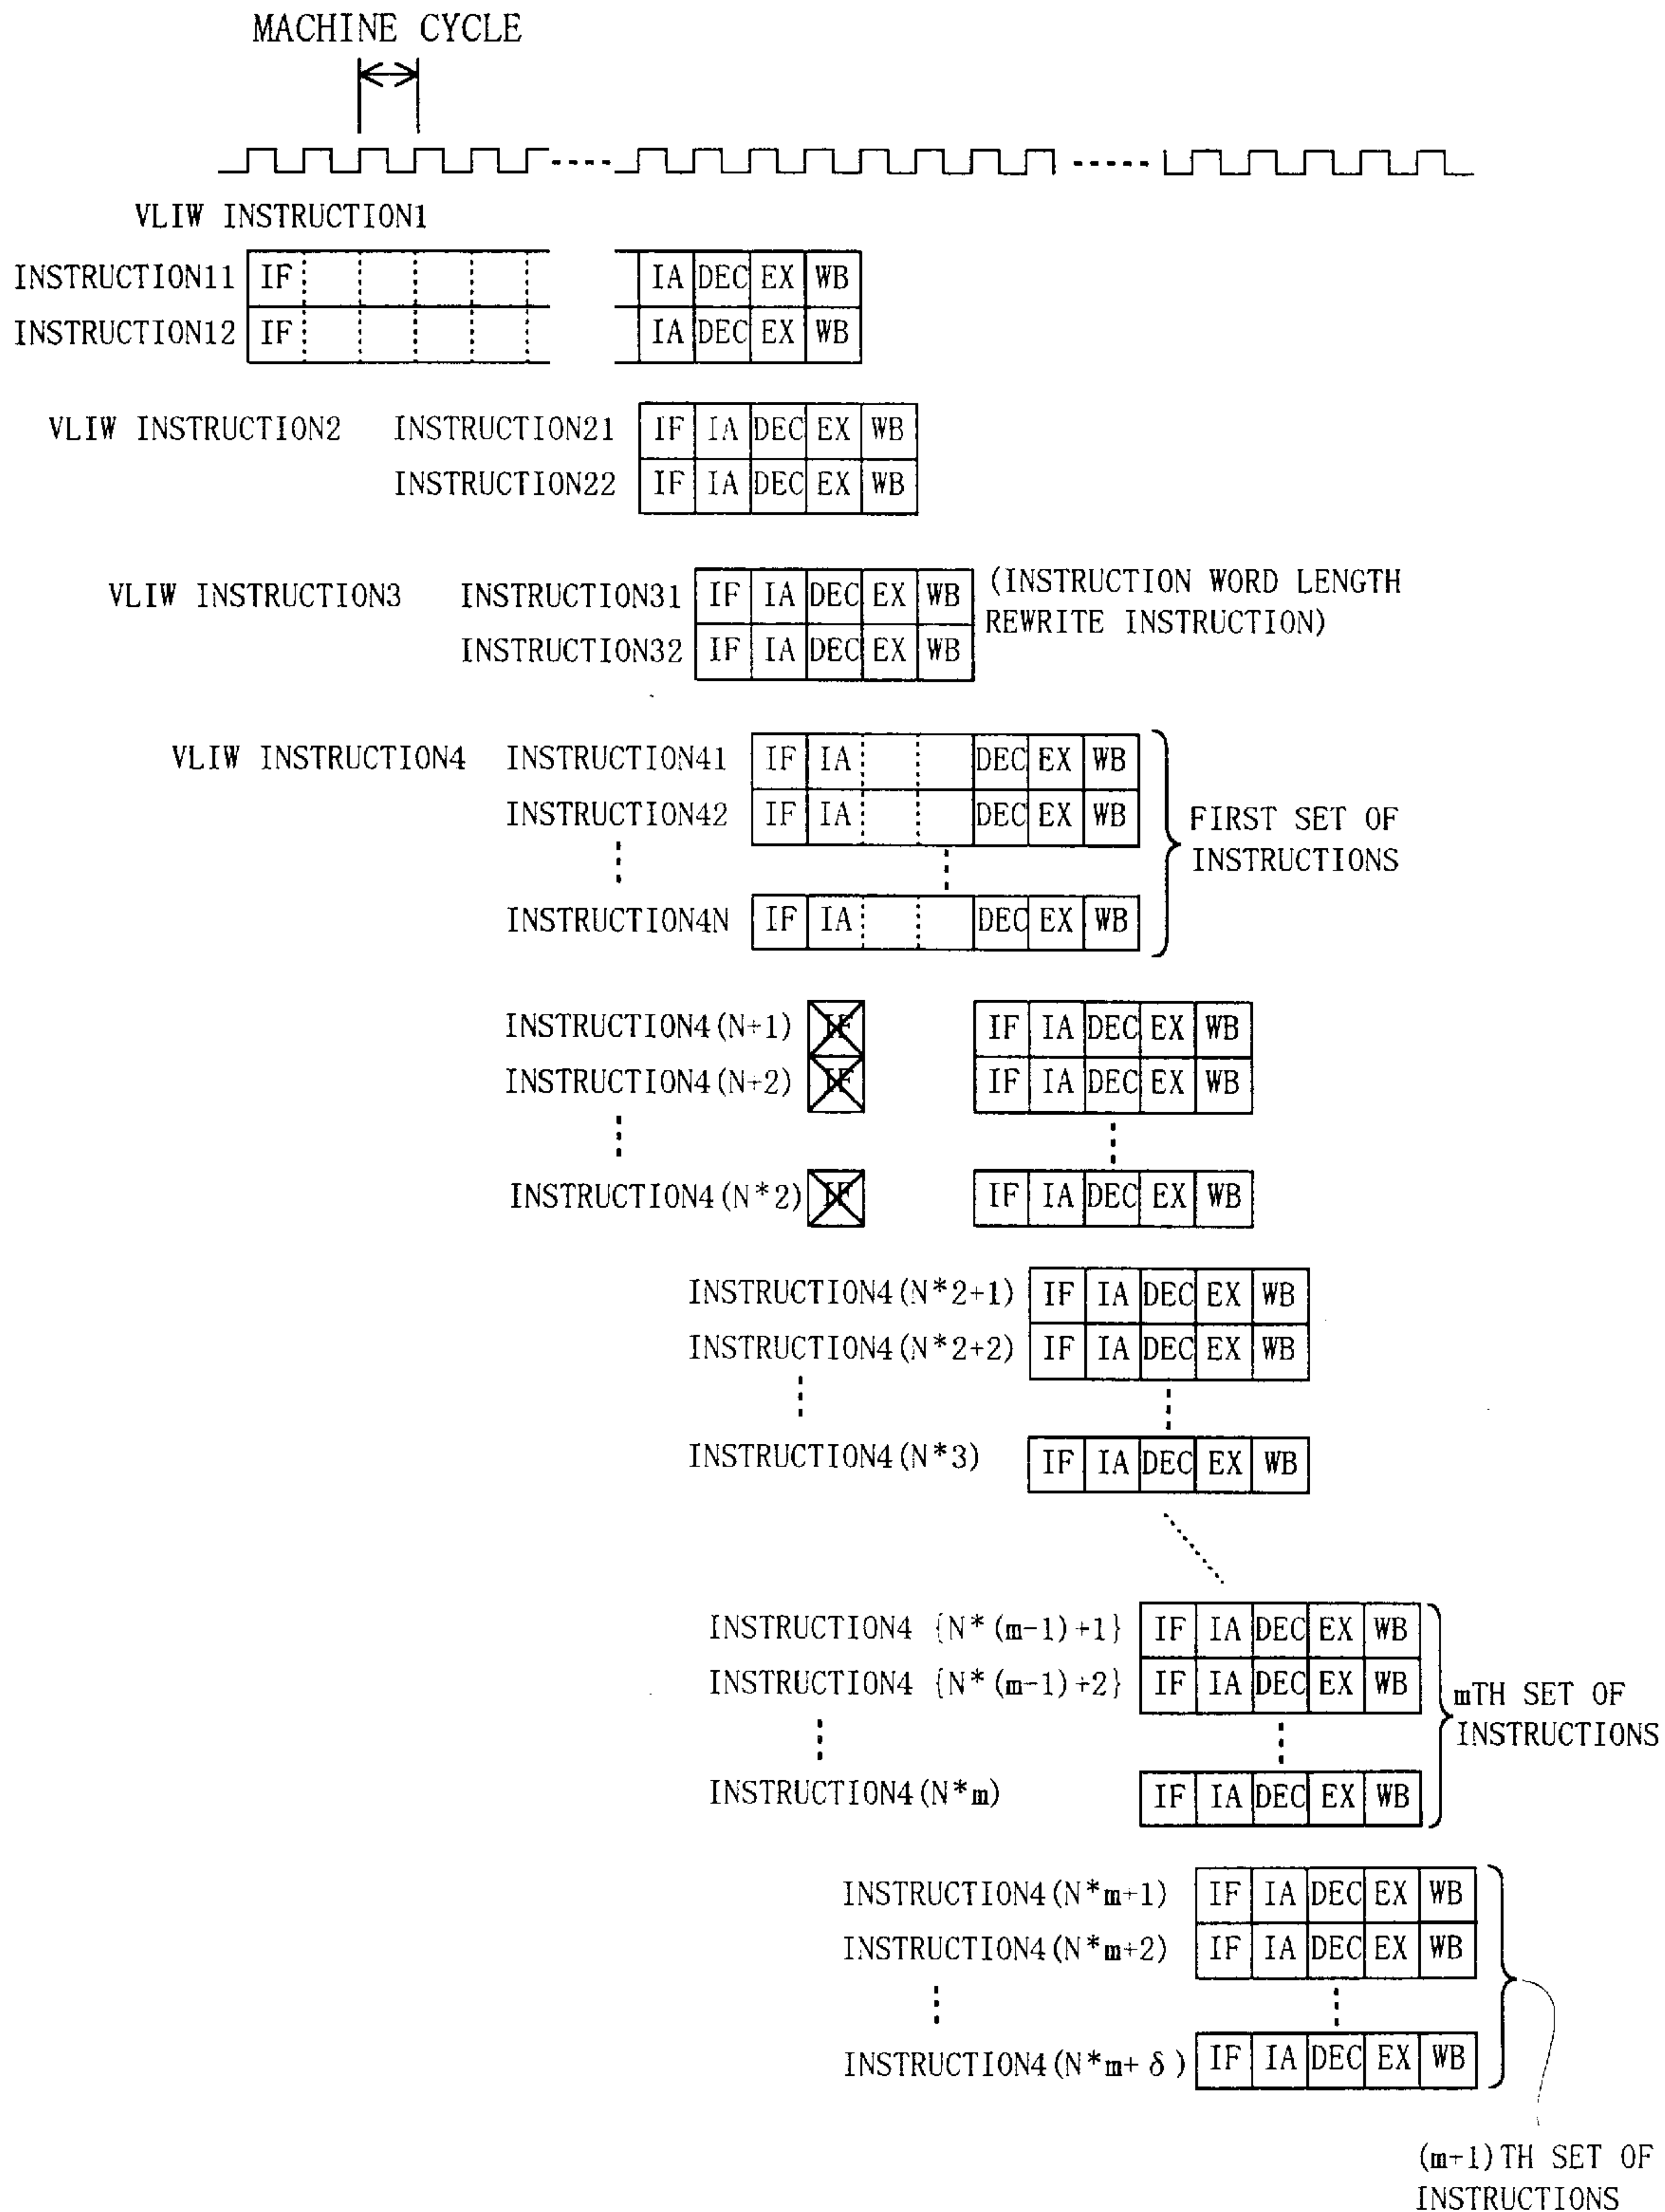 MACHINE CYCLE
VLIW INSTRUCTION1
INSTRUCTION11 IF IA DEC EX WB
INSTRUCTION12 IF IA DEC EX WB
VLIW INSTRUCTION2 INSTRUCTION21 IF IA DEC EX WB
INSTRUCTION22 IF IA DEC EX WB
VLIW INSTRUCTION3 INSTRUCTION31 IF IA DEC EX WB (INSTRUCTION WORD LENGTH
REWRITE INSTRUCTION)
INSTRUCTION32 IF IA DEC EX WB
VLIW INSTRUCTION4 INSTRUCTION41 IF IA DEC EX WB
INSTRUCTION42 IF IA DEC EX WB
FIRST SET OF
INSTRUCTIONS
INSTRUCTION4N IF IA DEC EX WB
INSTRUCTION4(N+1) IF IF IA DEC EX WB
INSTRUCTION4(N+2) IF IF IA DEC EX WB
INSTRUCTION4(N*2) IF IF IA DEC EX WB
INSTRUCTION4(N*2+1) IF IA DEC EX WB
INSTRUCTION4(N*2+2) IF IA DEC EX WB
INSTRUCTION4(N*3) IF IA DEC EX WB
INSTRUCTION4 {N*(m-1)+1} IF IA DEC EX WB
INSTRUCTION4 {N*(m-1)+2} IF IA DEC EX WB
mTH SET OF
INSTRUCTIONS
INSTRUCTION4(N*m) IF IA DEC EX WB
INSTRUCTION4(N*m+1) IF IA DEC EX WB
INSTRUCTION4(N*m+2) IF IA DEC EX WB
INSTRUCTION4(N*m+δ) IF IA DEC EX WB
(m+1)TH SET OF
INSTRUCTIONS